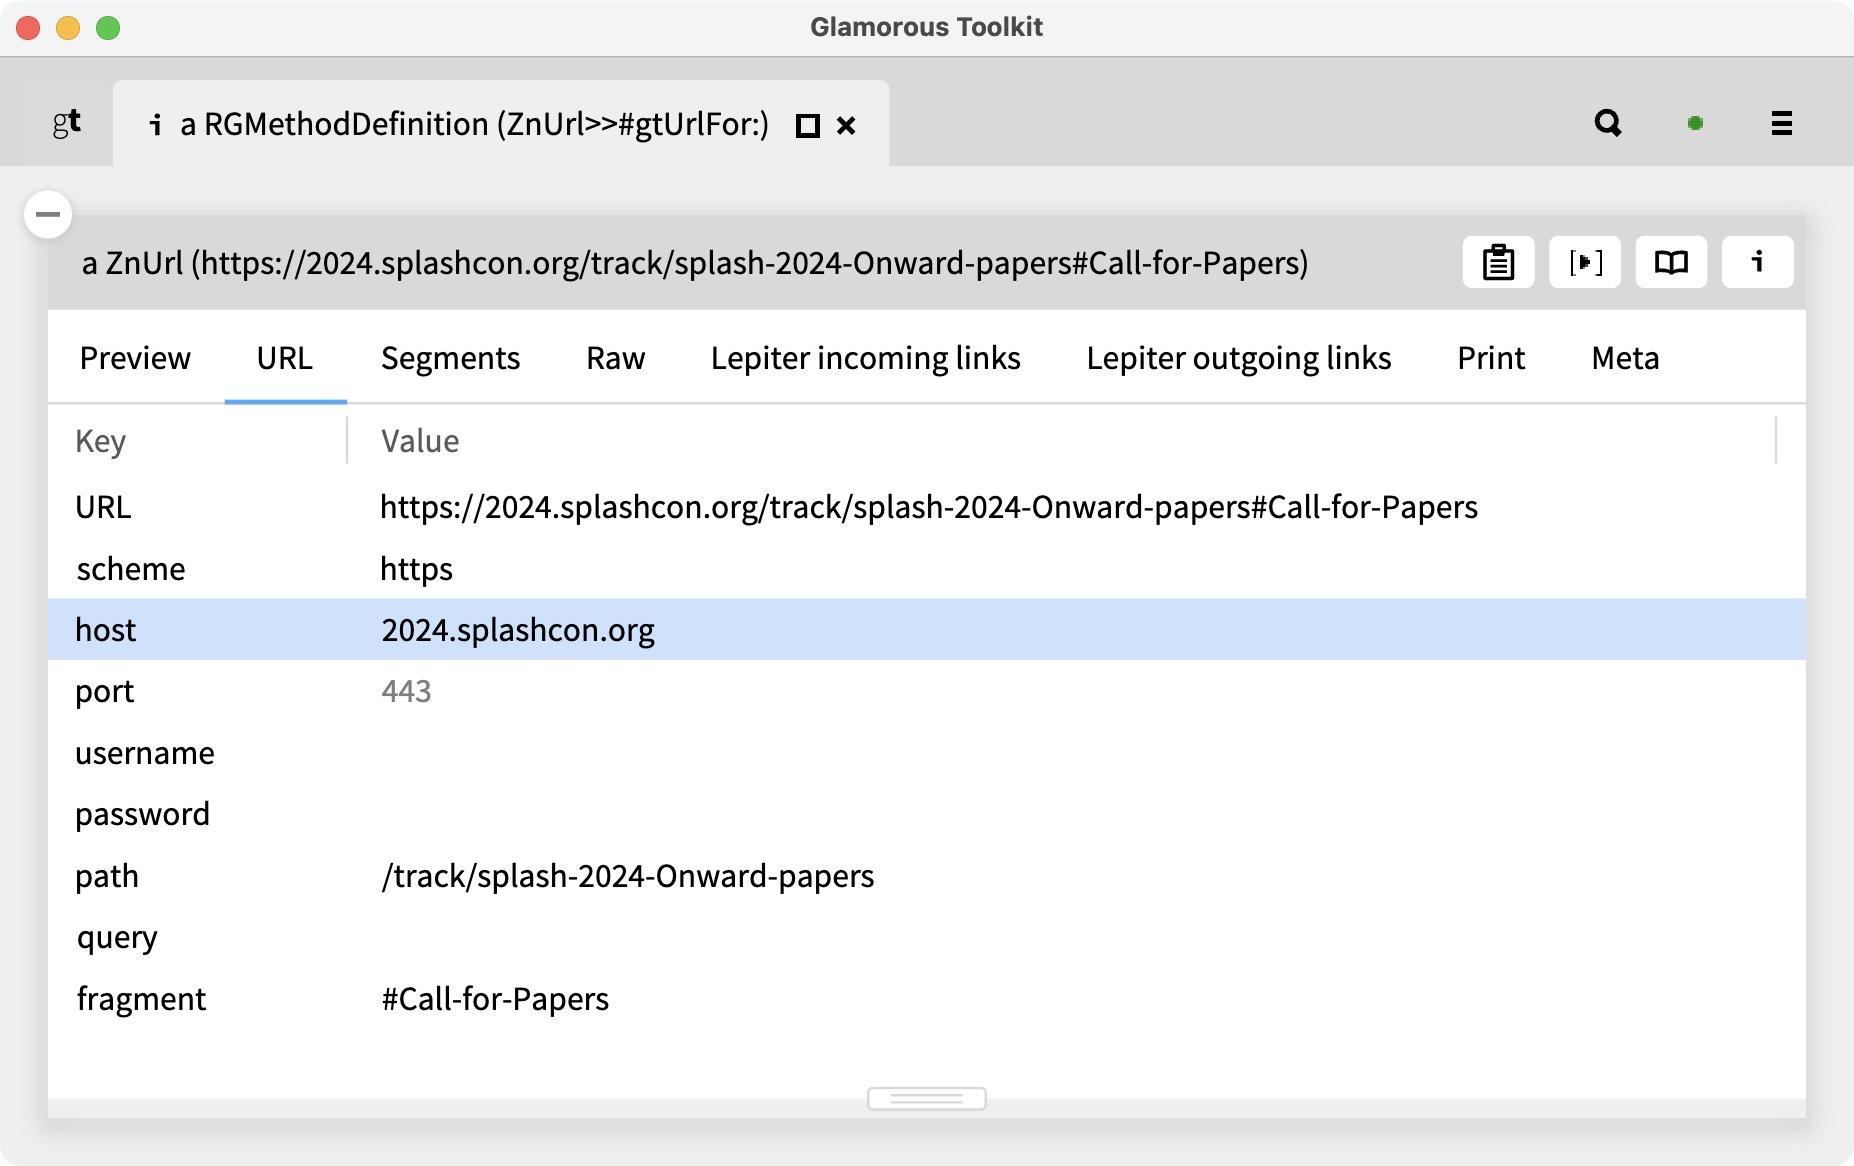 Glamorous Toolkit
gt
i a RGMethodDefinition (ZnUrl>>#gtUrlFor:)
a ZnUrl (https://2024.splashcon.org/track/splash-2024-Onward-papers#Call-for-Papers)
Preview URL Segments Raw Lepiter incoming links Lepiter outgoing links Print Meta
Key Value
URL https://2024.splashcon.org/track/splash-2024-Onward-papers#Call-for-Papers
scheme https
host 2024.splashcon.org
port 443
username
password
path /track/splash-2024-Onward-papers
query
fragment #Call-for-Papers